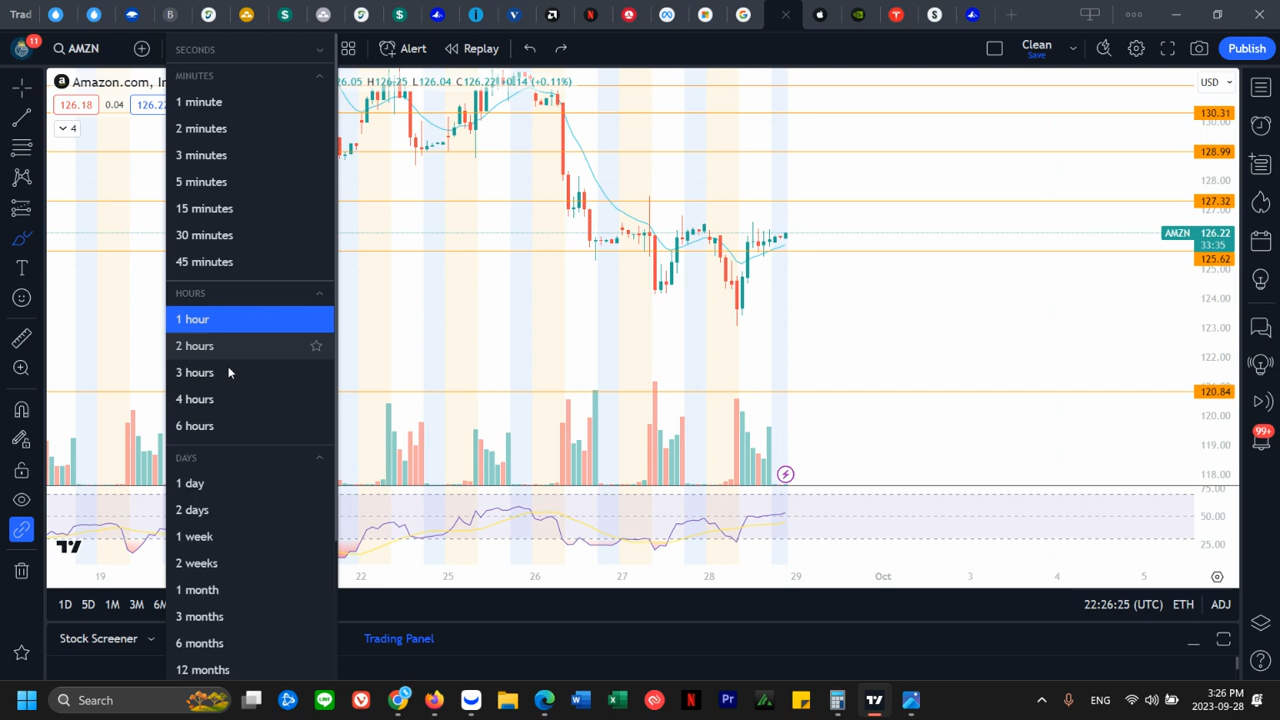 Trad
11
AMZN
SECONDS
Alert
Replay
Clean
Save
Publish
Amazon.com, In
MINUTES
.05 H126.25 L126.04 C126.22 +0.14 (+0.11%)
USD
126.18 0.04 126.22
4
1 minute
2 minutes
3 minutes
5 minutes
15 minutes
30 minutes
45 minutes
HOURS
1 hour
2 hours
3 hours
4 hours
6 hours
DAYS
1 day
2 days
1 week
2 weeks
1 month
3 months
6 months
12 months
130.31
130.00
128.99
128.00
127.32
127.00
AMZN 126.22
33:35
125.62
125.00
124.00
123.00
122.00
120.84
120.00
119.00
118.00
75.00
50.00
25.00
99+
19 22 25 26 27 28 29 Oct 3 4 5
1D 5D 1M 3M 6M
22:26:25 (UTC) ETH ADJ
Stock Screener
Trading Panel
Search
ENG
3:26 PM
2023-09-28